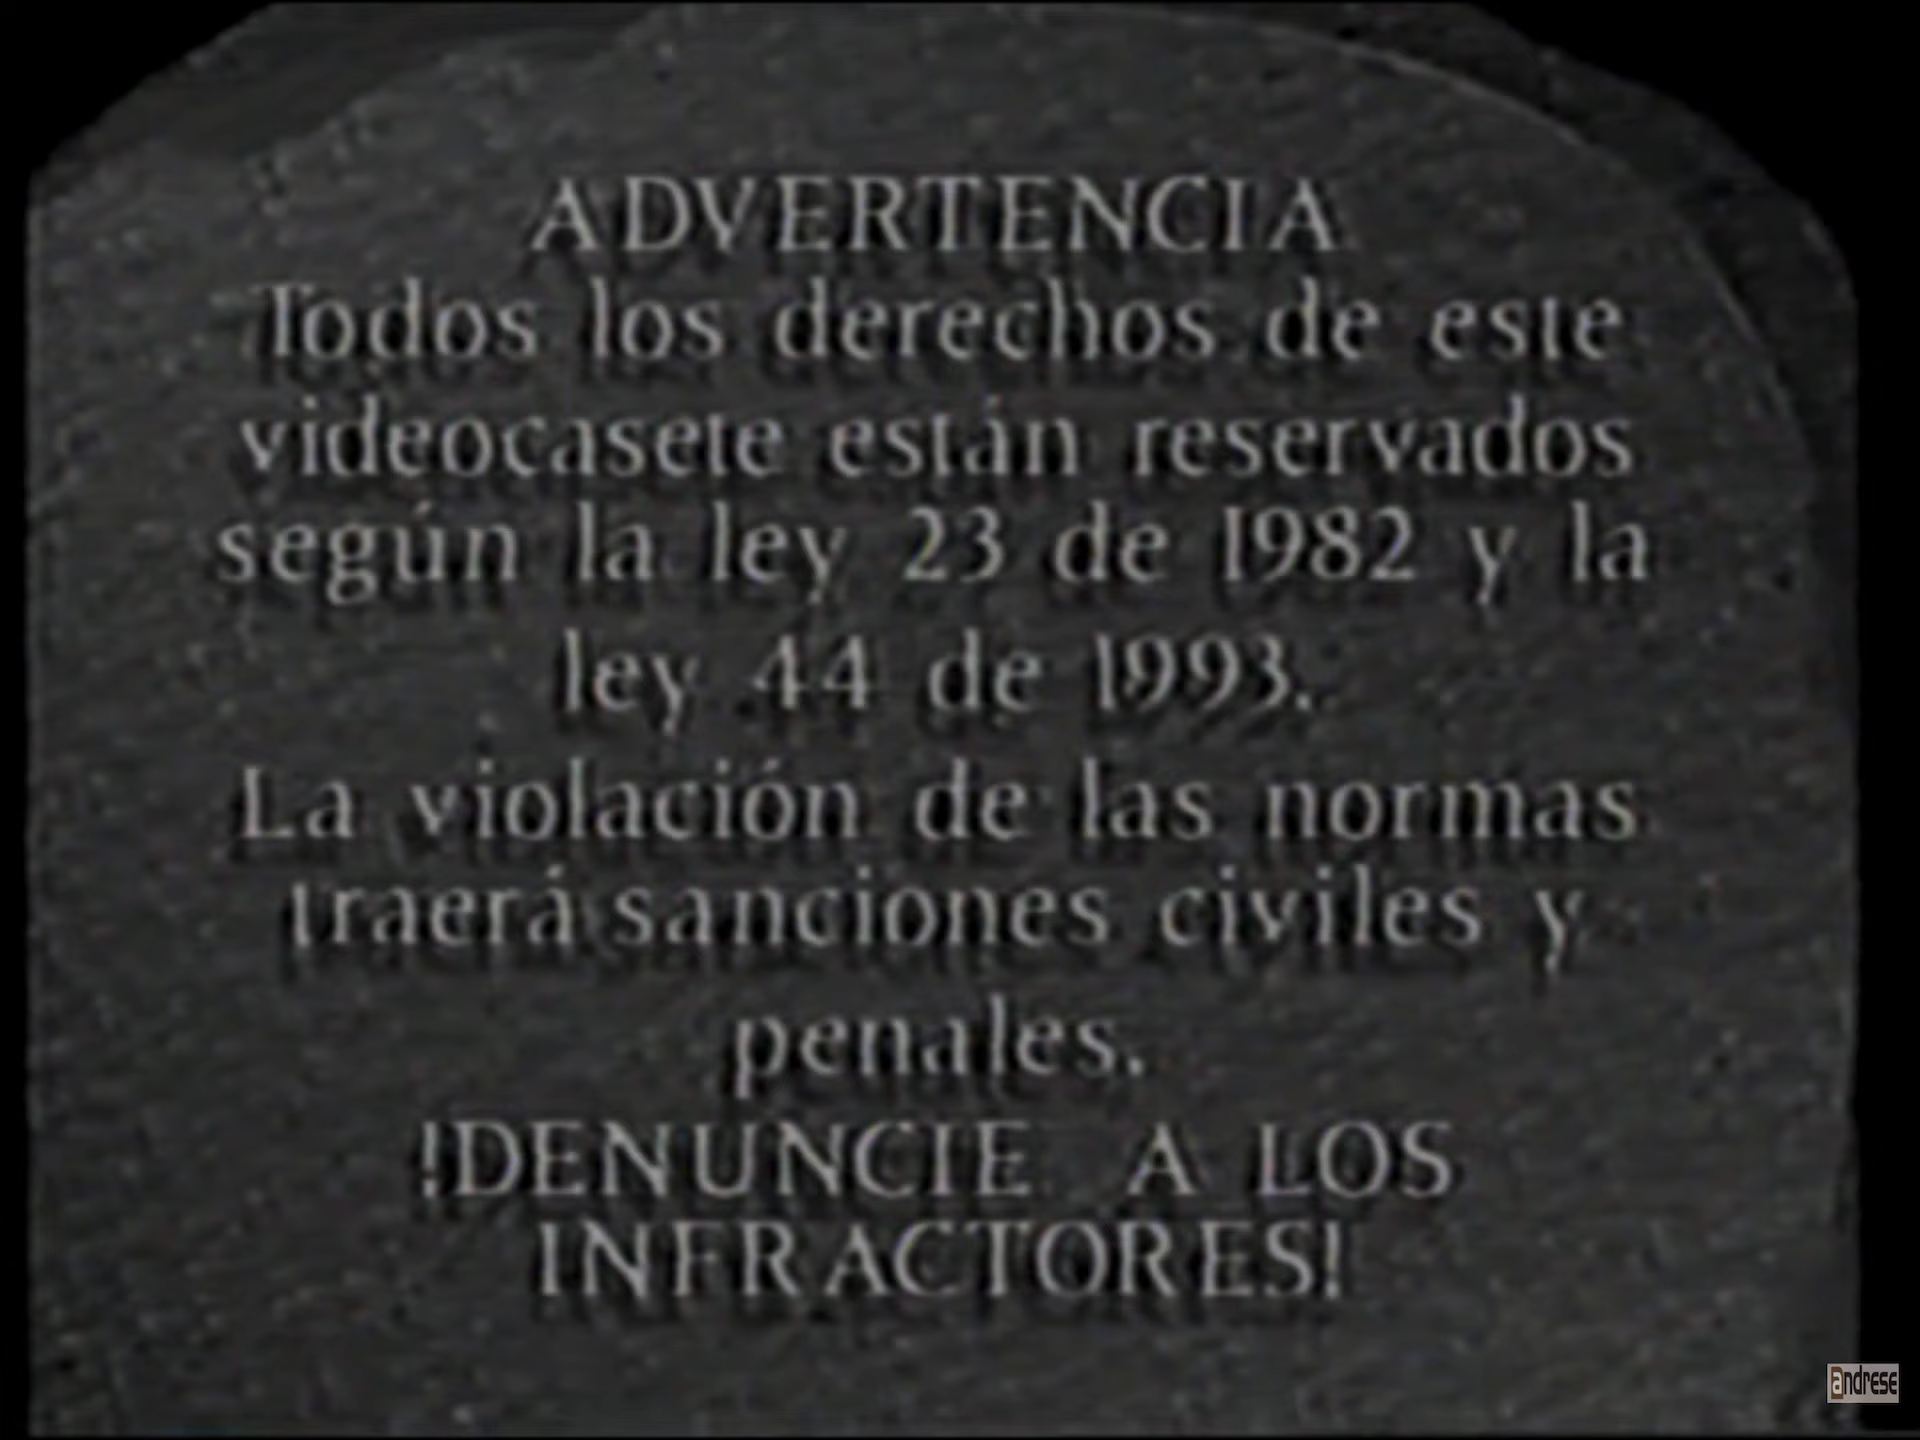 ADVERTENCIA
Todos los derechos de este
videocasete están reservados
según la ley 23 de 1982 y la
ley 44 de 1993.
La violación de las normas
traerá sanciones civiles y
penales.
!DENUNCIE A LOS
INFRACTORES!
andrese